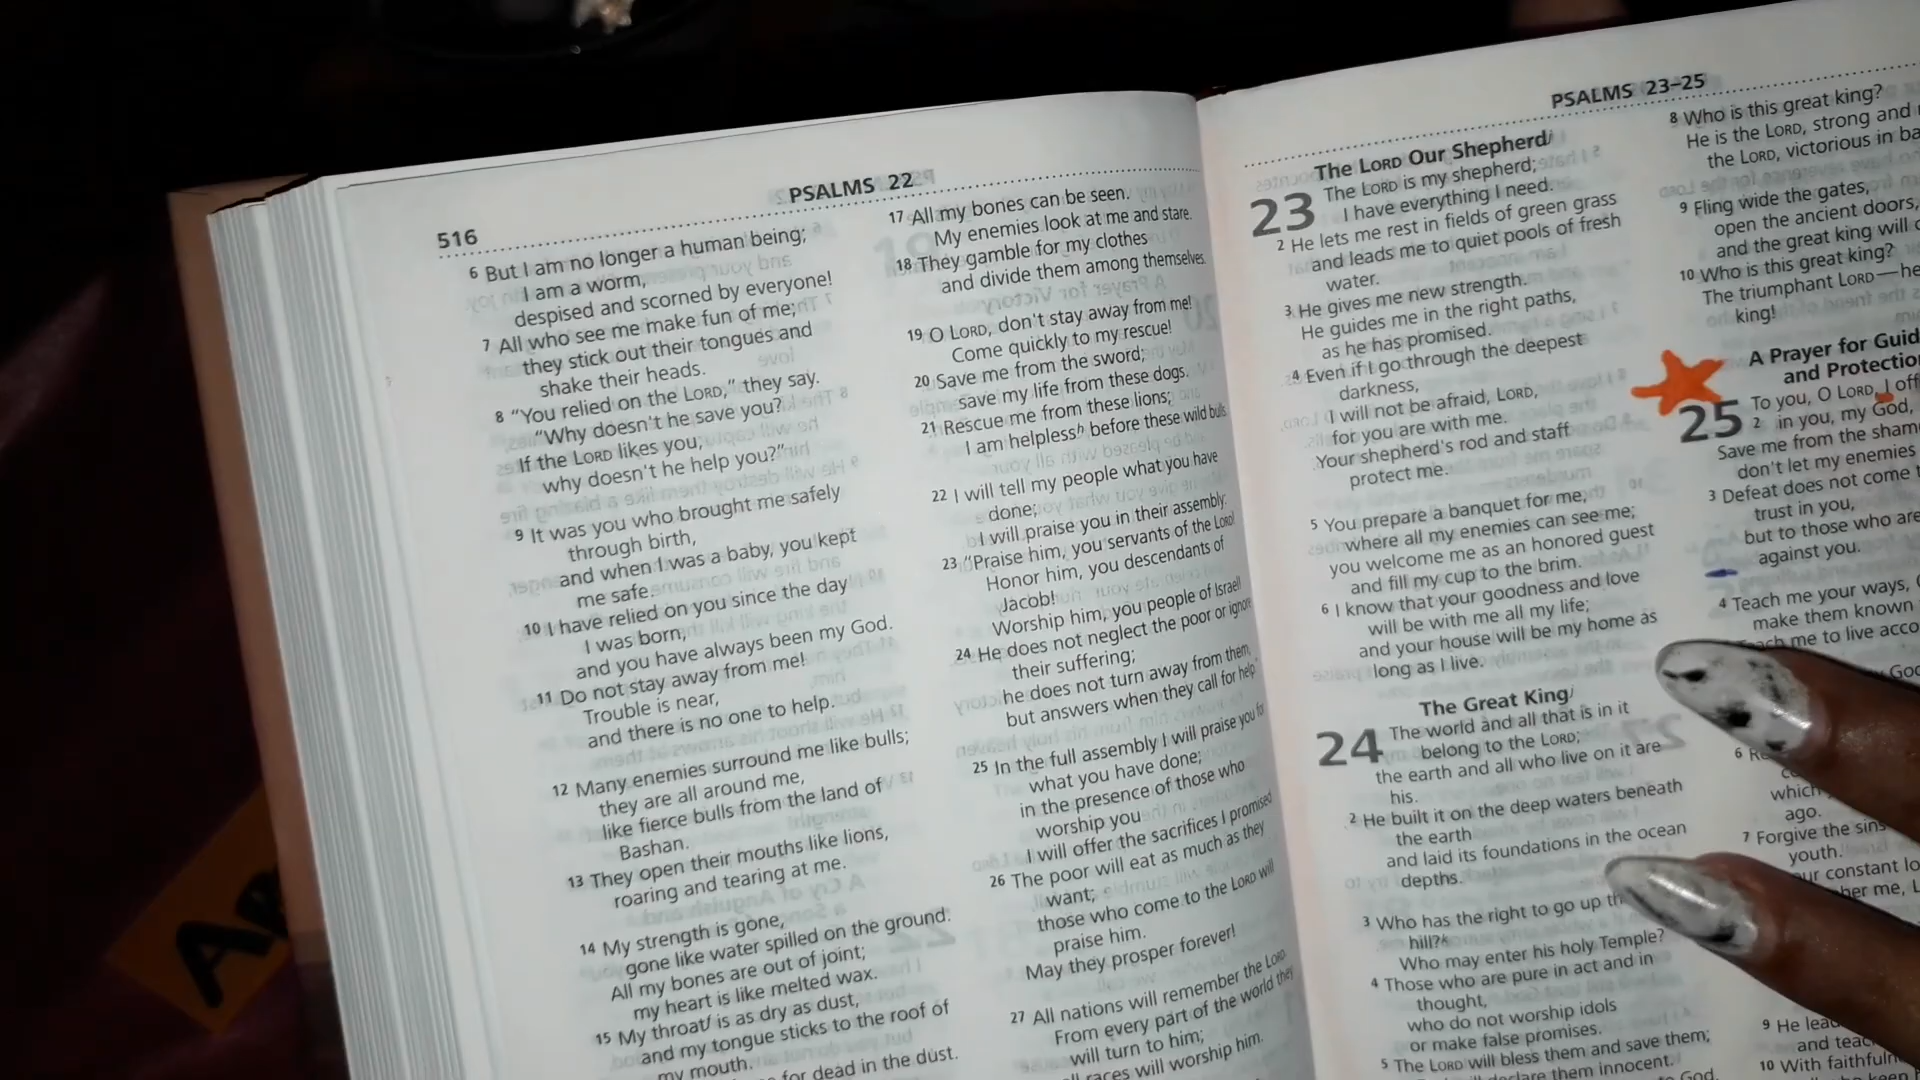 516
PSALMS 22
6 But I am no longer a human being;
I am a worm,
despised and scorned by everyone!
7 All who see me make fun of me;
they stick out their tongues and
shake their heads.
8 “You relied on the LORD,” they say.
“Why doesn't he save you?
If the LORD likes you,
why doesn't he help you?”
9 It was you who brought me safely
through birth,
and when I was a baby, you kept
me safe.
10 I have relied on you since the day
I was born,
and you have always been my God.
11 Do not stay away from me!
Trouble is near,
and there is no one to help.
12 Many enemies surround me like bulls;
they are all around me,
like fierce bulls from the land of
Bashan.
13 They open their mouths like lions,
roaring and tearing at me.
14 My strength is gone,
gone like water spilled on the ground.
All my bones are out of joint;
my heart is like melted wax.
15 My throat is as dry as dust,
and my tongue sticks to the roof of
my mouth.
for dead in the dust.
17 All my bones can be seen.
My enemies look at me and stare.
18 They gamble for my clothes
and divide them among themselves.
19 O LORD, don't stay away from me!
Come quickly to my rescue!
20 Save me from the sword;
save my life from these dogs.
21 Rescue me from these lions;
I am helpless h before these wild bulls
22 I will tell my people what you have
done;
I will praise you in their assembly:
23 “Praise him, you servants of the LORD!
Honor him, you descendants of
Jacob!
Worship him, you people of Israel!
24 He does not neglect the poor or ignore
their suffering;
he does not turn away from them,
but answers when they call for help.”
25 In the full assembly I will praise you for
what you have done;
in the presence of those who
worship you
I will offer the sacrifices I promised
26 The poor will eat as much as they
want;
those who come to the LORD will
praise him.
May they prosper forever!
27 All nations will remember the LORD
From every part of the world they
will turn to him;
races will worship him.
PSALMS 23–25
The LORD Our Shepherd
23 The LORD is my shepherd;
I have everything I need.
2 He lets me rest in fields of green grass
and leads me to quiet pools of fresh
water.
3 He gives me new strength.
He guides me in the right paths,
as he has promised.
4 Even if I go through the deepest
darkness,
I will not be afraid, LORD,
for you are with me.
Your shepherd's rod and staff
protect me.
5 You prepare a banquet for me,
where all my enemies can see me;
you welcome me as an honored guest
and fill my cup to the brim.
6 I know that your goodness and love
will be with me all my life;
and your house will be my home as
long as I live.
The Great King
24 The world and all that is in it
belong to the LORD;
the earth and all who live on it are
his.
2 He built it on the deep waters beneath
the earth
and laid its foundations in the ocean
depths.
3 Who has the right to go up
hill? k
Who may enter his holy Temple?
4 Those who are pure in act and in
thought,
who do not worship idols
or make false promises.
5 The LORD will bless them and save them;
declare them innocent.
God.
8 Who is this great king?
He is the LORD, strong and
the LORD, victorious in
9 Fling wide the gates,
open the ancient doors,
and the great king will
10 Who is this great king?
The triumphant LORD—he
king!
A Prayer for
and
25 To you, O LORD, I
2 in you, my God,
Save me from the
don't let my enemies
3 Defeat does not come
trust in you,
but to those who are
against you.
4 Teach me your ways,
make them known
me to live
6
which
ago.
7 Forgive the sins
youth.
constant
me,
9 He
and
10 With